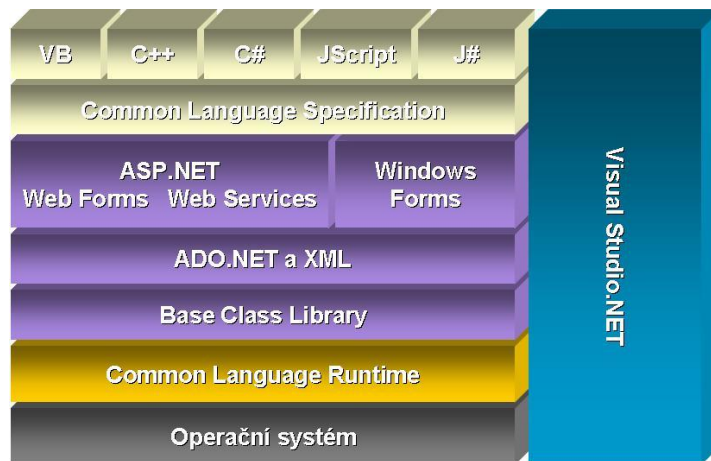 VB
C++
C#
JScript
J#
Common Language Specification
ASP.NET
Web Forms Web Services
Windows
Forms
ADO.NET a XML
Base Class Library
Common Language Runtime
Operační systém
Visual Studio.NET